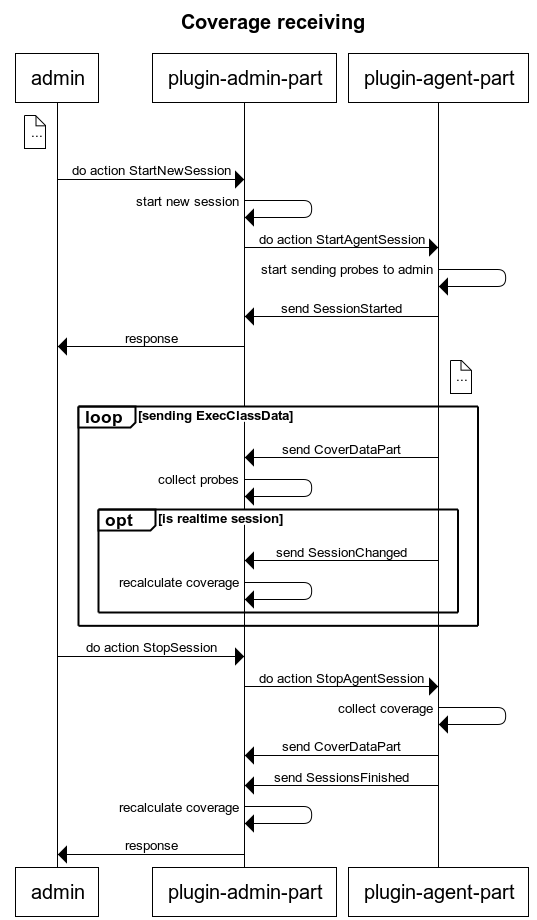 Coverage receiving
admin
plugin-admin-part
plugin-agent-part
...
do action StartNewSession
start new session
do action StartAgentSession
start sending probes to admin
send SessionStarted
response
...
loop [sending ExecClassData]
send CoverDataPart
collect probes
opt [is realtime session]
send SessionChanged
recalculate coverage
do action StopSession
do action StopAgentSession
collect coverage
send CoverDataPart
send SessionsFinished
recalculate coverage
response
admin
plugin-admin-part
plugin-agent-part